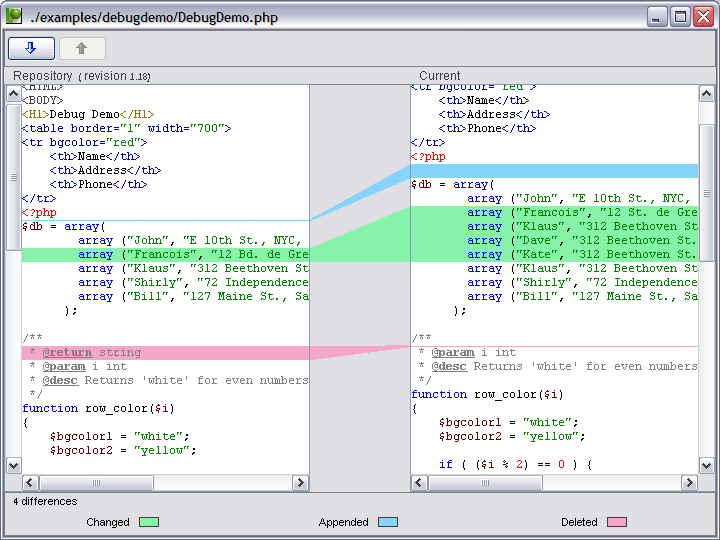 ./examples/debugdemo/DebugDemo.php
Repository ( revision 1.18)
<HTML>
<BODY>
<H1>Debug Demo</H1>
<table border="1" width="700">
<tr bgcolor="red">
<th>Name</th>
<th>Address</th>
<th>Phone</th>
</tr>
<?php
$db = array(
array ("John", "E 10th St., NYC,
array ("Francois", "12 Bd. de Gre
array ("Klaus", "312 Beethoven St
array ("Shirly", "72 Independence
array ("Bill", "127 Maine St., Sa
);
/**
* @return string
* @param i int
* @desc Returns 'white' for even numbers
*/
function row_color($i)
{
$bgcolor1 = "white";
$bgcolor2 = "yellow";
Current
<tr bgcolor="red">
<th>Name</th>
<th>Address</th>
<th>Phone</th>
</tr>
<?php
$db = array(
array ("John", "E 10th St., NYC,
array ("Francois", "12 St. de Gre
array ("Klaus", "312 Beethoven St
array ("Dave", "312 Beethoven St.
array ("Kate", "312 Beethoven St.
array ("Klaus", "312 Beethoven St
array ("Shirly", "72 Independence
array ("Bill", "127 Maine St., Sa
);
/**
* @param i int
* @desc Returns 'white' for even numbers
*/
function row_color($i)
{
$bgcolor1 = "white";
$bgcolor2 = "yellow";
if ( ($i % 2) == 0 ) {
4 differences
Changed
Appended
Deleted